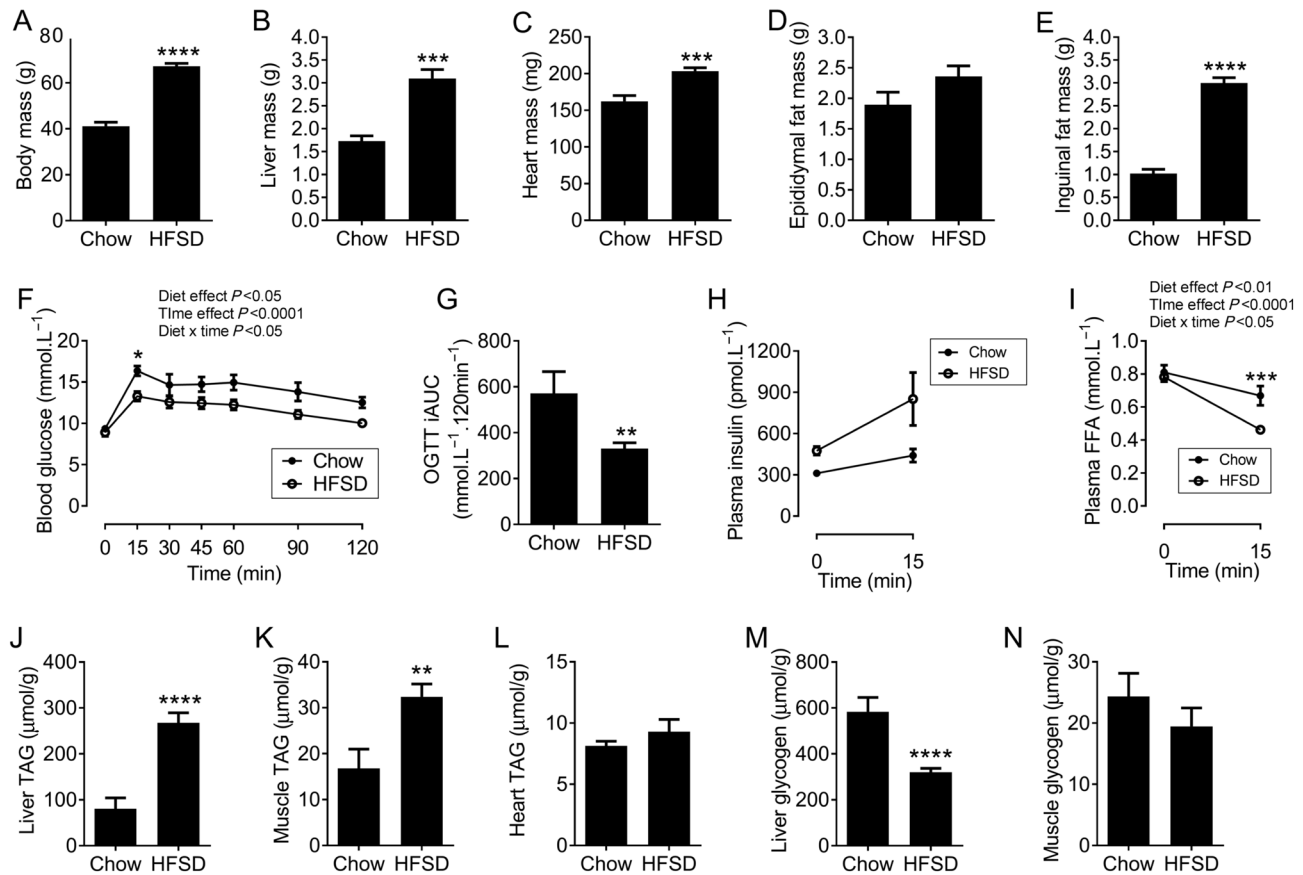 A
Body mass (g)
80
60
40
20
0
****
Chow HFSD
B
Liver mass (g)
4.0
3.5
3.0
2.5
2.0
1.5
1.0
0.5
0.0
***
Chow HFSD
C
Heart mass (mg)
250
200
150
100
50
0
***
Chow HFSD
D
Epididymal fat mass (g)
3.0
2.5
2.0
1.5
1.0
0.5
0.0
Chow HFSD
E
Inguinal fat mass (g)
4.0
3.5
3.0
2.5
2.0
1.5
1.0
0.5
0.0
****
Chow HFSD
F
Diet effect P<0.05
TIme effect P<0.0001
Diet x time P<0.05
Blood glucose (mmol.L⁻¹)
20
15
10
5
0
*
Chow
HFSD
0 15 30 45 60 90 120
Time (min)
G
OGTT iAUC
(mmol.L⁻¹.120min⁻¹)
800
600
400
200
0
**
Chow HFSD
H
Plasma insulin (pmol.L⁻¹)
1200
900
600
300
0
Chow
HFSD
0 15
Time (min)
I
Diet effect P<0.01
TIme effect P<0.0001
Diet x time P<0.05
Plasma FFA (mmol.L⁻¹)
1.0
0.8
0.6
0.4
0.2
0.0
***
Chow
HFSD
0 15
Time (min)
J
Liver TAG (μmol/g)
400
300
200
100
0
****
Chow HFSD
K
Muscle TAG (μmol/g)
40
30
20
10
0
**
Chow HFSD
L
Heart TAG (μmol/g)
15
10
5
0
Chow HFSD
M
Liver glycogen (μmol/g)
800
600
400
200
0
****
Chow HFSD
N
Muscle glycogen (μmol/g)
30
20
10
0
Chow HFSD